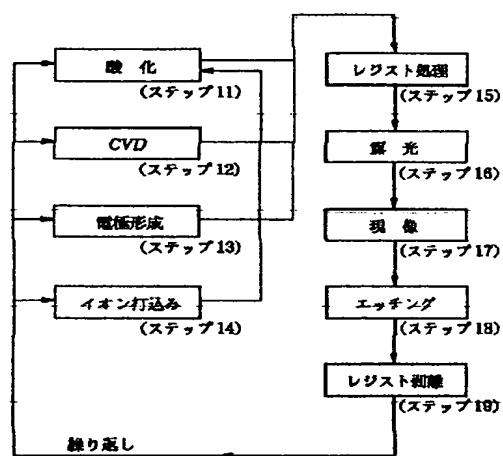 酸化
(ステップ11)
CVD
(ステップ12)
電極形成
(ステップ13)
イオン打込み
(ステップ14)
レジスト処理
(ステップ15)
露光
(ステップ16)
現像
(ステップ17)
エッチング
(ステップ18)
レジスト剥離
(ステップ19)
繰り返し